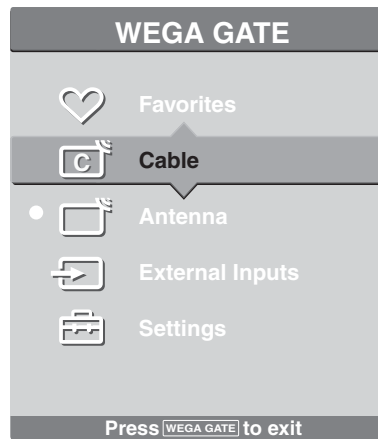 WEGA GATE
Favorites
C Cable
Antenna
External Inputs
Settings
Press WEGA GATE to exit